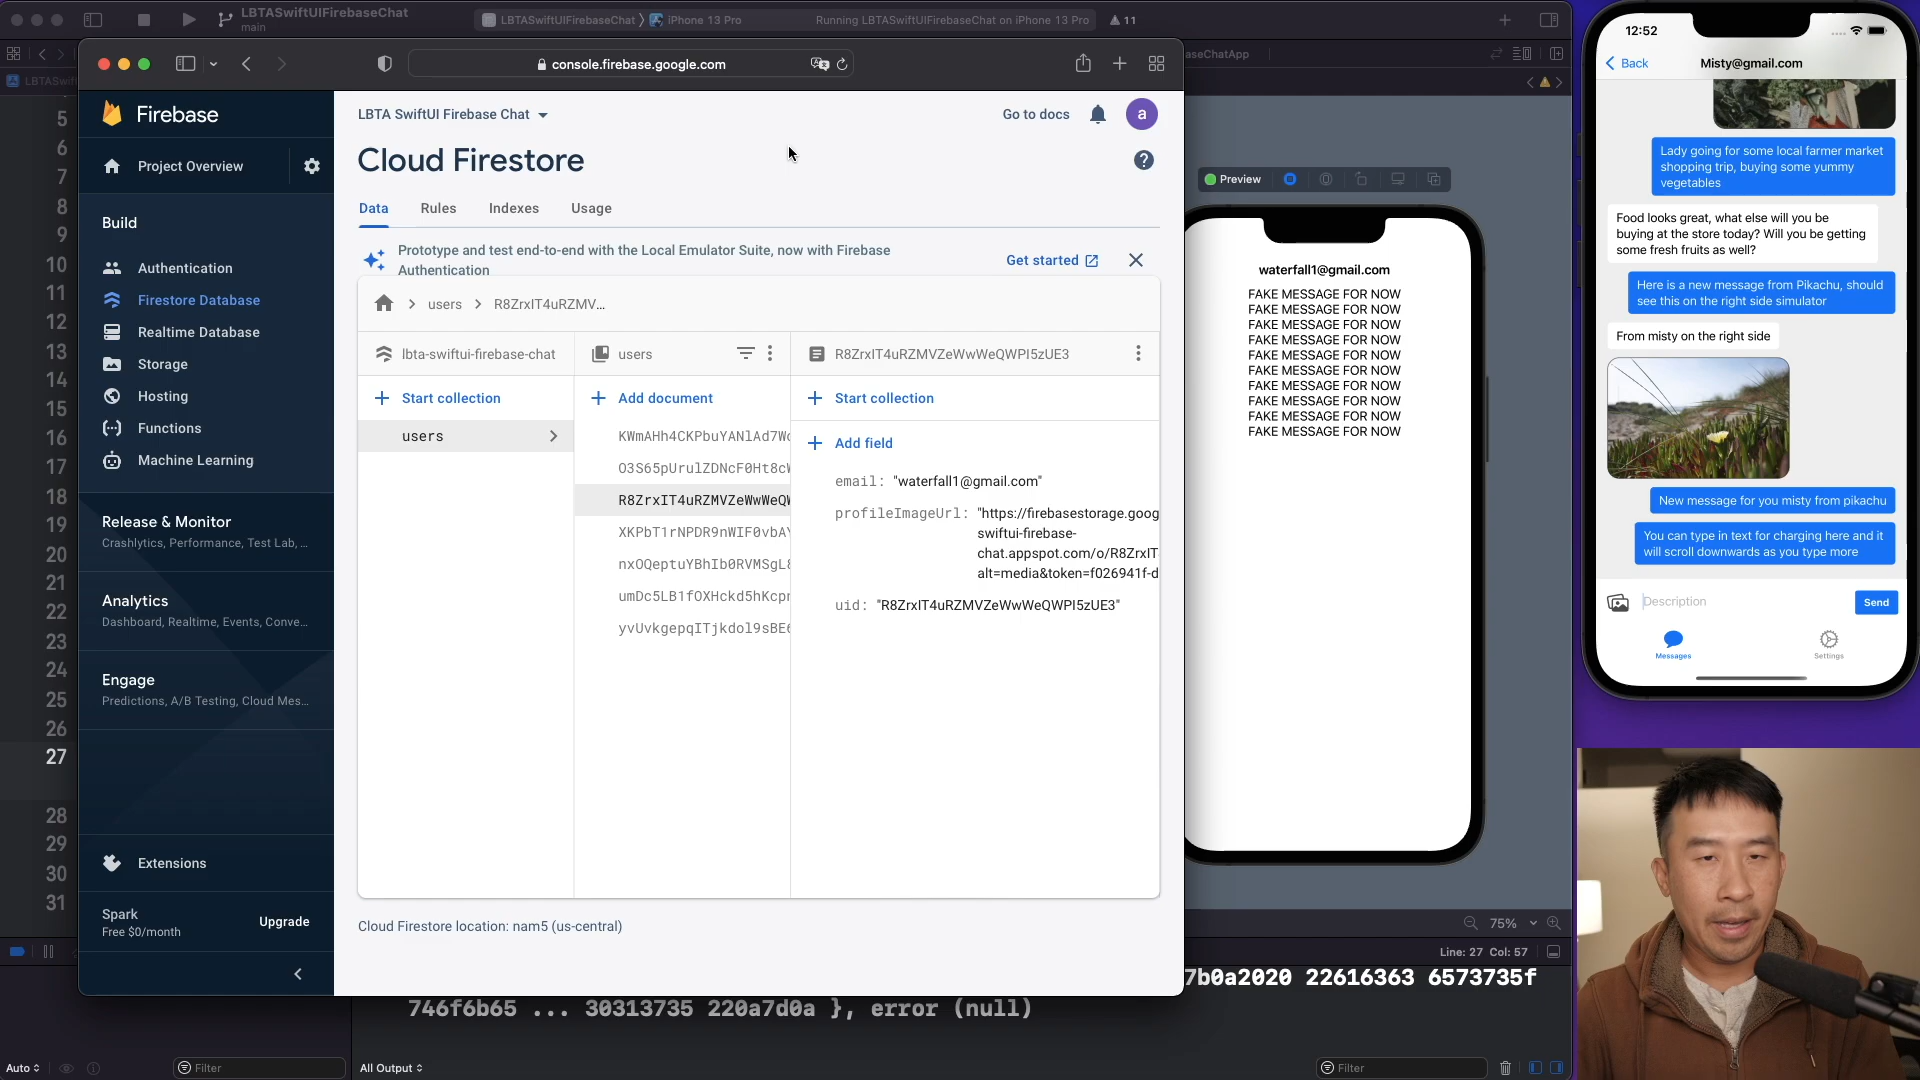 LBTASwiftUIFirebaseChat
main
LBTASwiftUIFirebaseChat
iPhone 13 Pro
Running LBTASwiftUIFirebaseChat on iPhone 13 Pro
11
console.firebase.google.com
5
6
7
8
9
10
11
12
13
14
15
16
17
18
19
20
21
22
23
24
25
26
27
28
29
30
31
Firebase
Project Overview
Build
Authentication
Firestore Database
Realtime Database
Storage
Hosting
Functions
Machine Learning
Release & Monitor
Crashlytics, Performance, Test Lab, ...
Analytics
Dashboard, Realtime, Events, Conve...
Engage
Predictions, A/B Testing, Cloud Mes...
Extensions
Spark
Free $0/month
Upgrade
LBTA SwiftUI Firebase Chat
Go to docs
a
Cloud Firestore
Data
Rules
Indexes
Usage
Prototype and test end-to-end with the Local Emulator Suite, now with Firebase
Authentication
Get started
users
R8ZrxIT4uRZMV...
lbta-swiftui-firebase-chat
users
R8ZrxIT4uRZMVZeWwWeQWPI5zUE3
+ Start collection
+ Add document
+ Start collection
users
KWmAHh4CKPbuYANlAd7W
O3S65pUrulZDNcF0Ht8c
R8ZrxIT4uRZMVZeWwWeQW
XKPbT1rNPDR9nWIF0vbA
nxOQeptuYBhIb0RVMSgL
umDc5LB1fOXHckd5hKcp
yvUvkgepqITjkdol9sBE
+ Add field
email: "waterfall1@gmail.com"
profileImageUrl: "https://firebasestorage.goog
swiftui-firebase-
chat.appspot.com/o/R8ZrxIT
alt=media&token=f026941f-d
uid: "R8ZrxIT4uRZMVZeWwWeQWPI5zUE3"
Cloud Firestore location: nam5 (us-central)
aseChatApp
Preview
waterfall1@gmail.com
FAKE MESSAGE FOR NOW
FAKE MESSAGE FOR NOW
FAKE MESSAGE FOR NOW
FAKE MESSAGE FOR NOW
FAKE MESSAGE FOR NOW
FAKE MESSAGE FOR NOW
FAKE MESSAGE FOR NOW
FAKE MESSAGE FOR NOW
FAKE MESSAGE FOR NOW
FAKE MESSAGE FOR NOW
75%
Line: 27 Col: 57
7b0a2020 22616363 6573735f
746f6b65 ... 30313735 220a7d0a }, error (null)
Auto
Filter
All Output
Filter
12:52
Back
Misty@gmail.com
Lady going for some local farmer market
shopping trip, buying some yummy
vegetables
Food looks great, what else will you be
buying at the store today? Will you be getting
some fresh fruits as well?
Here is a new message from Pikachu, should
see this on the right side simulator
From misty on the right side
New message for you misty from pikachu
You can type in text for charging here and it
will scroll downwards as you type more
Description
Send
Messages
Settings